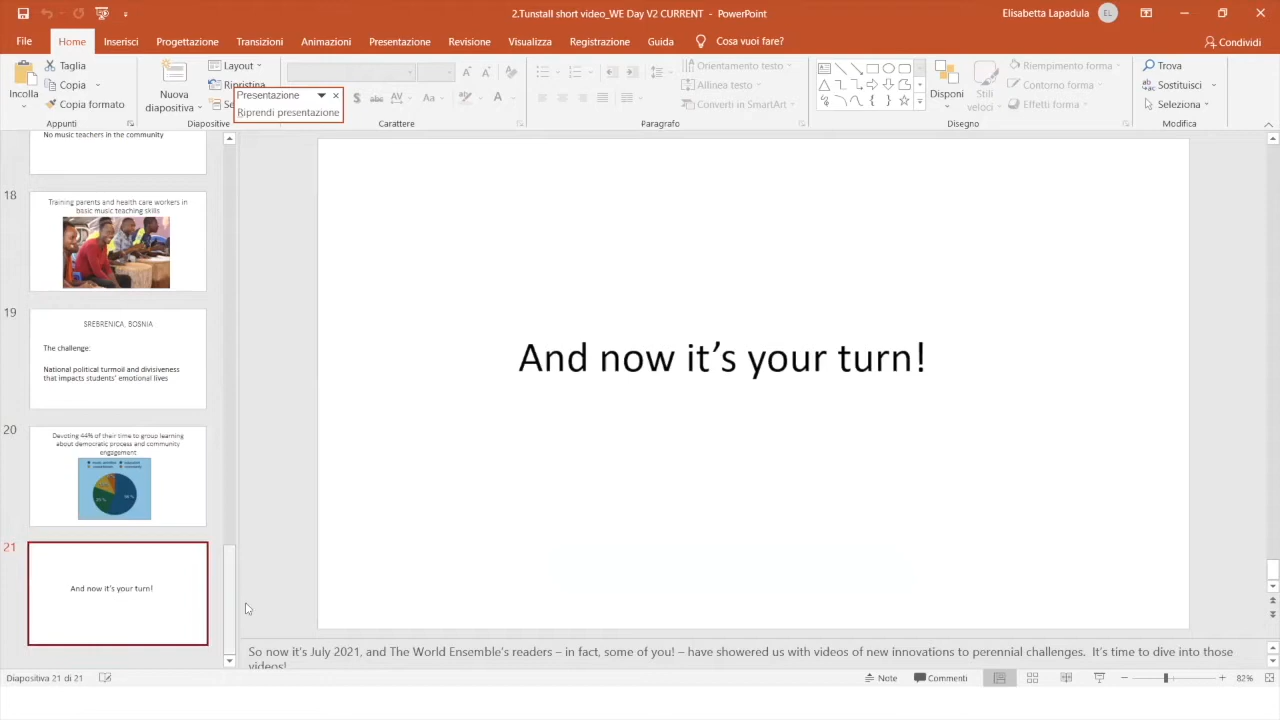 2.Tunstall short video_WE Day V2 CURRENT - PowerPoint
Elisabetta Lapadula
EL
File
Home
Inserisci
Progettazione
Transizioni
Animazioni
Presentazione
Revisione
Visualizza
Registrazione
Guida
Cosa vuoi fare?
Condividi
Incolla
Taglia
Copia
Copia formato
Appunti
Nuova
diapositiva
Layout
Ripristina
Se
Diapositive
Presentazione
Riprendi presentazione
Carattere
Orientamento testo
Allinea testo
Converti in SmartArt
Paragrafo
Disponi
Stili
veloci
Riempimento forma
Contorno forma
Effetti forma
Disegno
Trova
Sostituisci
Seleziona
Modifica
No music teachers in the community
18
Training parents and health care workers in
basic music teaching skills
19
SREBRENICA, BOSNIA
The challenge:
National political turmoil and divisiveness
that impacts students' emotional lives
20
Devoting 44% of their time to group learning
about democratic process and community
engagement
21
And now it's your turn!
And now it's your turn!
So now it's July 2021, and The World Ensemble's readers – in fact, some of you! – have showered us with videos of new innovations to perennial challenges. It's time to dive into those
videos!
Diapositiva 21 di 21
Note
Commenti
82%